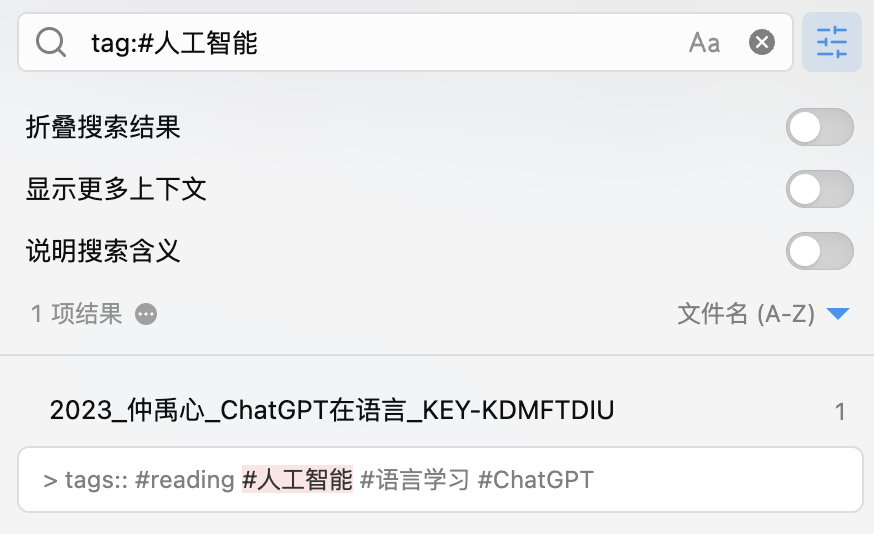 tag:#人工智能 Aa
折叠搜索结果
显示更多上下文
说明搜索含义
1 项结果 文件名 (A-Z)
2023_仲禹心_ChatGPT在语言_KEY-KDMFTDIU 1
> tags:: #reading #人工智能 #语言学习 #ChatGPT